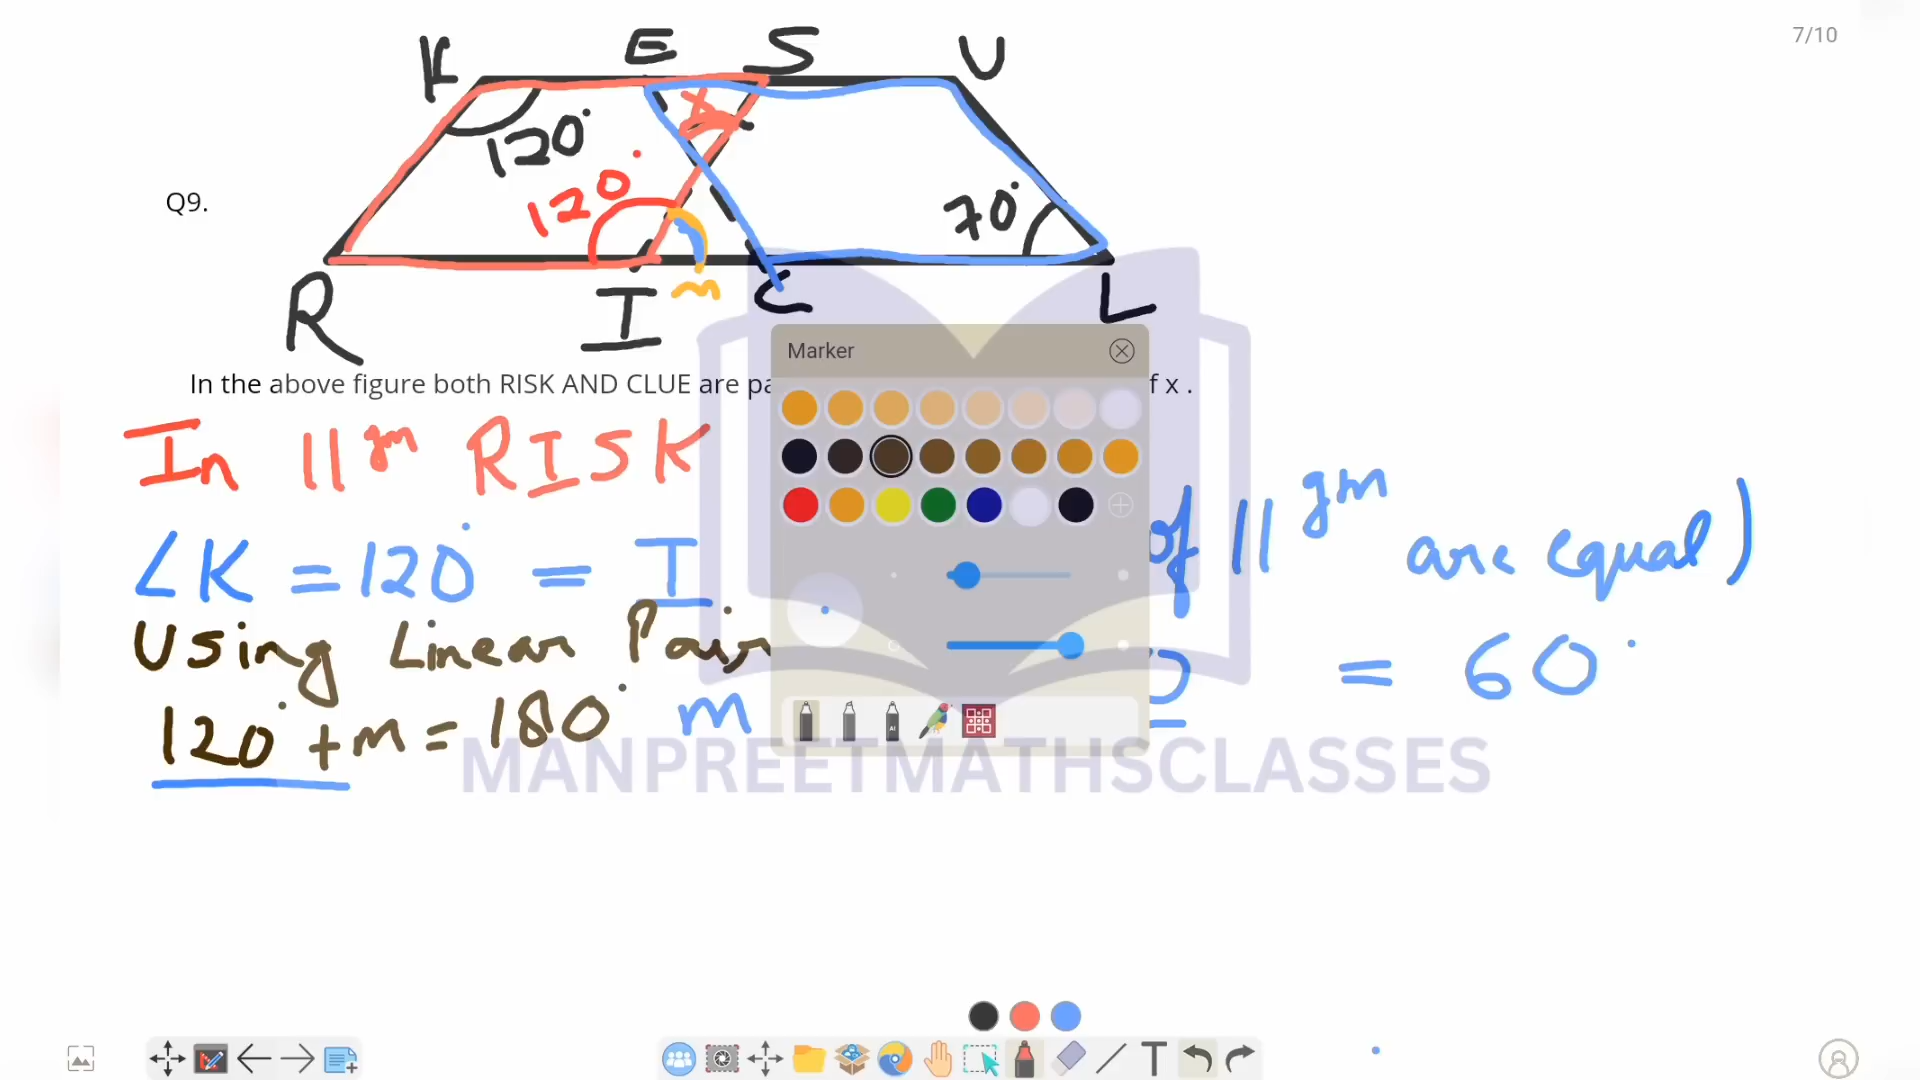 7/10
K E S U
120° X
120° 70°
Q9.
R I m C L
Marker
In the above figure both RISK AND CLUE are pa f x .
In ||gm RISK
∠K = 120° = I of ||gm are equal)
Using Linear Pair
= 60°
120° + m = 180° m
MANPREETMATHSCLASSES